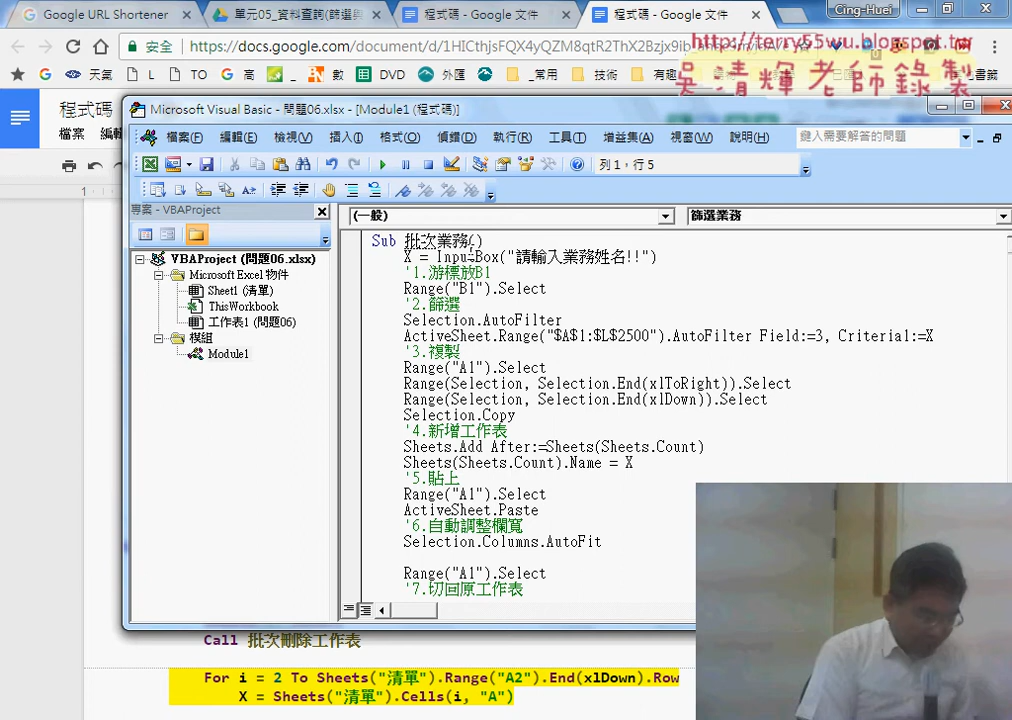 Google URL Shortener
單元05_資料查詢(篩選與
程式碼 - Google 文件
程式碼 - Google 文件
Cing-Huei
安全
https://docs.google.com/document/d/1HICthjsFQX4yQZM8qtR2ThX2Bzjx9ib
http://terry55wu.blogspot.tw
吳清輝老師錄製
天氣
L
TO
高
數
DVD
外匯
_常用
技術
有趣
程式碼
檔案
Microsoft Visual Basic - 問題06.xlsx - [Module1 (程式碼)]
檔案(F) 編輯(E) 檢視(V) 插入(I) 格式(O) 偵錯(D) 執行(R) 工具(T) 增益集(A) 視窗(W) 說明(H)
鍵入需要解答的問題
列 1，行 5
專案 - VBAProject
VBAProject (問題06.xlsx)
Microsoft Excel 物件
Sheet1 (清單)
ThisWorkbook
工作表1 (問題06)
模組
Module1
(一般)
篩選業務
Sub 批次業務()
X = InputBox("請輸入業務姓名!!")
'1.游標放B1
Range("B1").Select
'2.篩選
Selection.AutoFilter
ActiveSheet.Range("$A$1:$L$2500").AutoFilter Field:=3, Criteria1:=X
'3.複製
Range("A1").Select
Range(Selection, Selection.End(xlToRight)).Select
Range(Selection, Selection.End(xlDown)).Select
Selection.Copy
'4.新增工作表
Sheets.Add After:=Sheets(Sheets.Count)
Sheets(Sheets.Count).Name = X
'5.貼上
Range("A1").Select
ActiveSheet.Paste
'6.自動調整欄寬
Selection.Columns.AutoFit
Range("A1").Select
'7.切回原工作表
Call 批次刪除工作表
For i = 2 To Sheets("清單").Range("A2").End(xlDown).Row
X = Sheets("清單").Cells(i, "A")